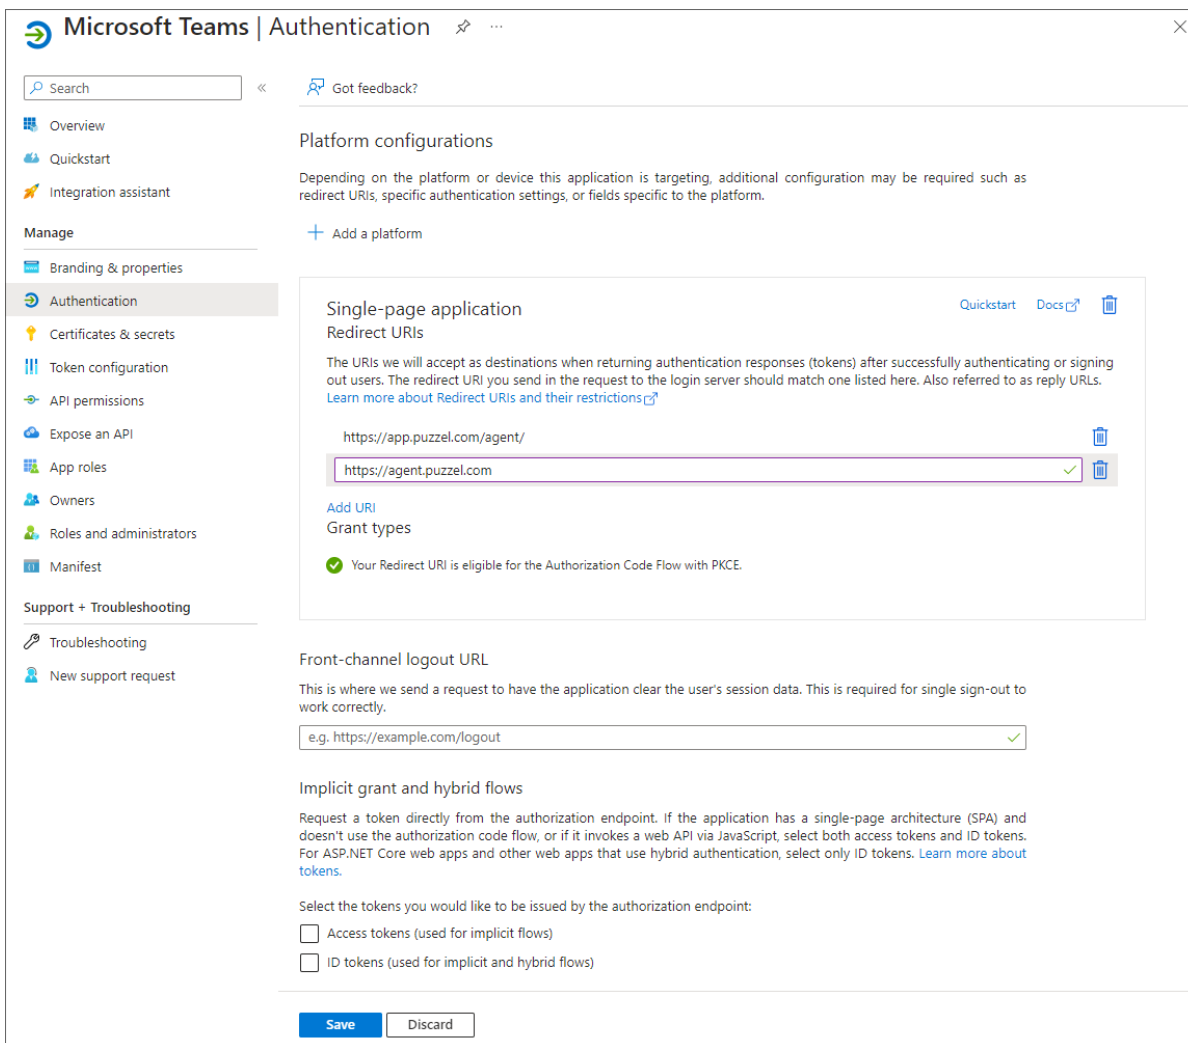 Microsoft Teams | Authentication
Search
Overview
Quickstart
Integration assistant
Manage
Branding & properties
Authentication
Certificates & secrets
Token configuration
API permissions
Expose an API
App roles
Owners
Roles and administrators
Manifest
Support + Troubleshooting
Troubleshooting
New support request
Got feedback?
Platform configurations
Depending on the platform or device this application is targeting, additional configuration may be required such as
redirect URIs, specific authentication settings, or fields specific to the platform.
Add a platform
Single-page application
Quickstart
Docs
Redirect URIs
The URIs we will accept as destinations when returning authentication responses (tokens) after successfully authenticating or signing
out users. The redirect URI you send in the request to the login server should match one listed here. Also referred to as reply URLs.
Learn more about Redirect URIs and their restrictions
https://app.puzzel.com/agent/
https://agent.puzzel.com
Add URI
Grant types
Your Redirect URI is eligible for the Authorization Code Flow with PKCE.
Front-channel logout URL
This is where we send a request to have the application clear the user's session data. This is required for single sign-out to
work correctly.
e.g. https://example.com/logout
Implicit grant and hybrid flows
Request a token directly from the authorization endpoint. If the application has a single-page architecture (SPA) and
doesn't use the authorization code flow, or if it invokes a web API via JavaScript, select both access tokens and ID tokens.
For ASP.NET Core web apps and other web apps that use hybrid authentication, select only ID tokens. Learn more about
tokens.
Select the tokens you would like to be issued by the authorization endpoint:
Access tokens (used for implicit flows)
ID tokens (used for implicit and hybrid flows)
Save
Discard